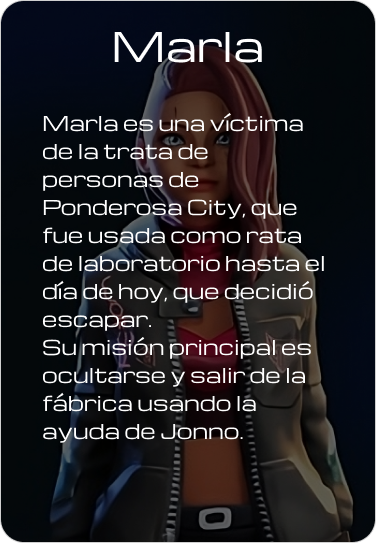 Marla
Marla es una víctima
de la trata de
personas de
Ponderosa City, que
fue usada como rata
de laboratorio hasta el
día de hoy, que decidió
escapar.
Su misión principal es
ocultarse y salir de la
fábrica usando la
ayuda de Jonno.